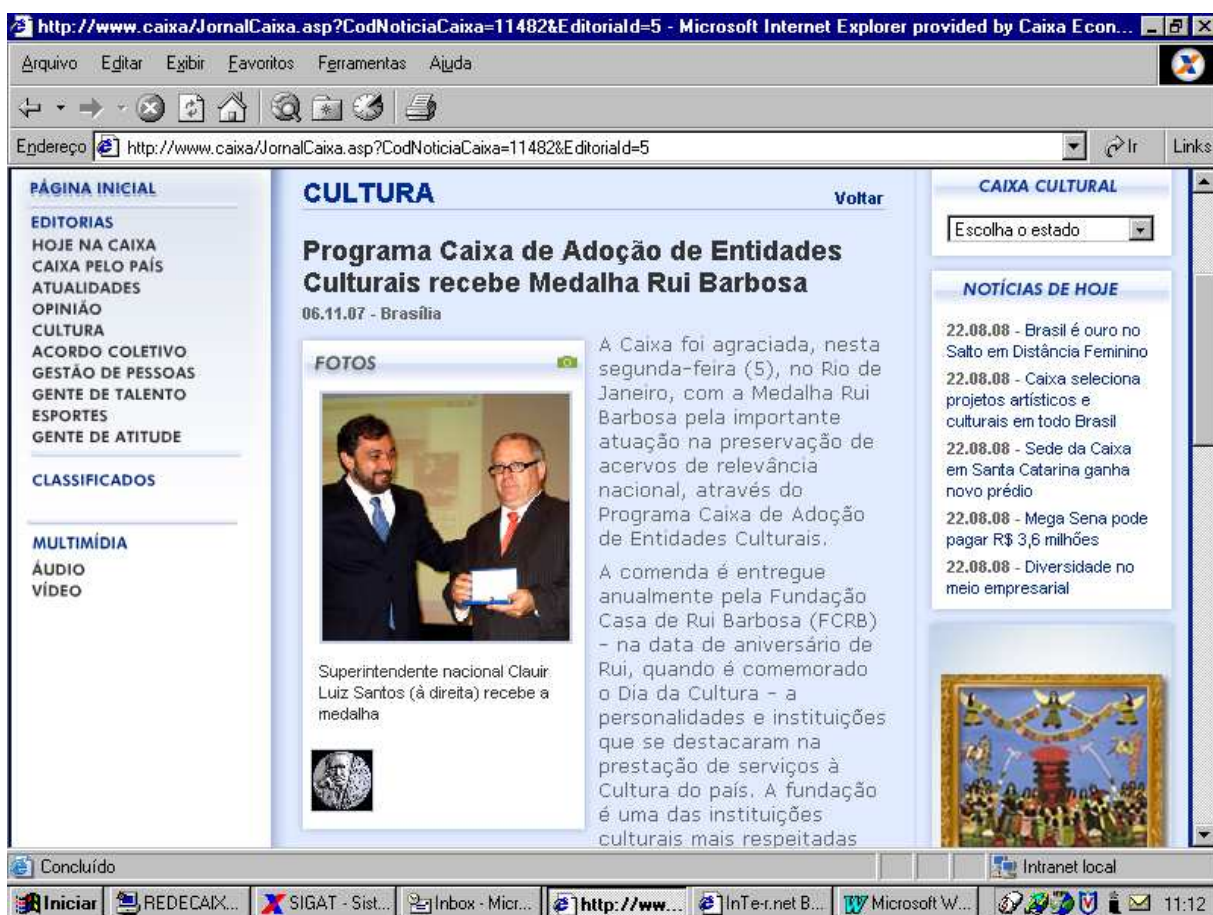 http://www.caixa/JornalCaixa.asp?CodNoticiaCaixa=11482&EditoriaId=5 - Microsoft Internet Explorer provided by Caixa Econ...
Arquivo Editar Exibir Favoritos Ferramentas Ajuda
Endereço http://www.caixa/JornalCaixa.asp?CodNoticiaCaixa=11482&EditoriaId=5 Ir Links
PÁGINA INICIAL
EDITORIAS
HOJE NA CAIXA
CAIXA PELO PAÍS
ATUALIDADES
OPINIÃO
CULTURA
ACORDO COLETIVO
GESTÃO DE PESSOAS
GENTE DE TALENTO
ESPORTES
GENTE DE ATITUDE
CLASSIFICADOS
MULTIMÍDIA
ÁUDIO
VÍDEO
CULTURA
Voltar
Programa Caixa de Adoção de Entidades
Culturais recebe Medalha Rui Barbosa
06.11.07 - Brasília
FOTOS
Superintendente nacional Clauir
Luiz Santos (à direita) recebe a
medalha
A Caixa foi agraciada, nesta
segunda-feira (5), no Rio de
Janeiro, com a Medalha Rui
Barbosa pela importante
atuação na preservação de
acervos de relevância
nacional, através do
Programa Caixa de Adoção
de Entidades Culturais.
A comenda é entregue
anualmente pela Fundação
Casa de Rui Barbosa (FCRB)
- na data de aniversário de
Rui, quando é comemorado
o Dia da Cultura - a
personalidades e instituições
que se destacaram na
prestação de serviços à
Cultura do país. A fundação
é uma das instituições
culturais mais respeitadas
CAIXA CULTURAL
Escolha o estado
NOTÍCIAS DE HOJE
22.08.08 - Brasil é ouro no
Salto em Distância Feminino
22.08.08 - Caixa seleciona
projetos artísticos e
culturais em todo Brasil
22.08.08 - Sede da Caixa
em Santa Catarina ganha
novo prédio
22.08.08 - Mega Sena pode
pagar R$ 3,6 milhões
22.08.08 - Diversidade no
meio empresarial
Concluído
Intranet local
Iniciar REDECAIX... SIGAT - Sist... Inbox - Micr... http://ww... InTe-r.net B... Microsoft W... 11:12